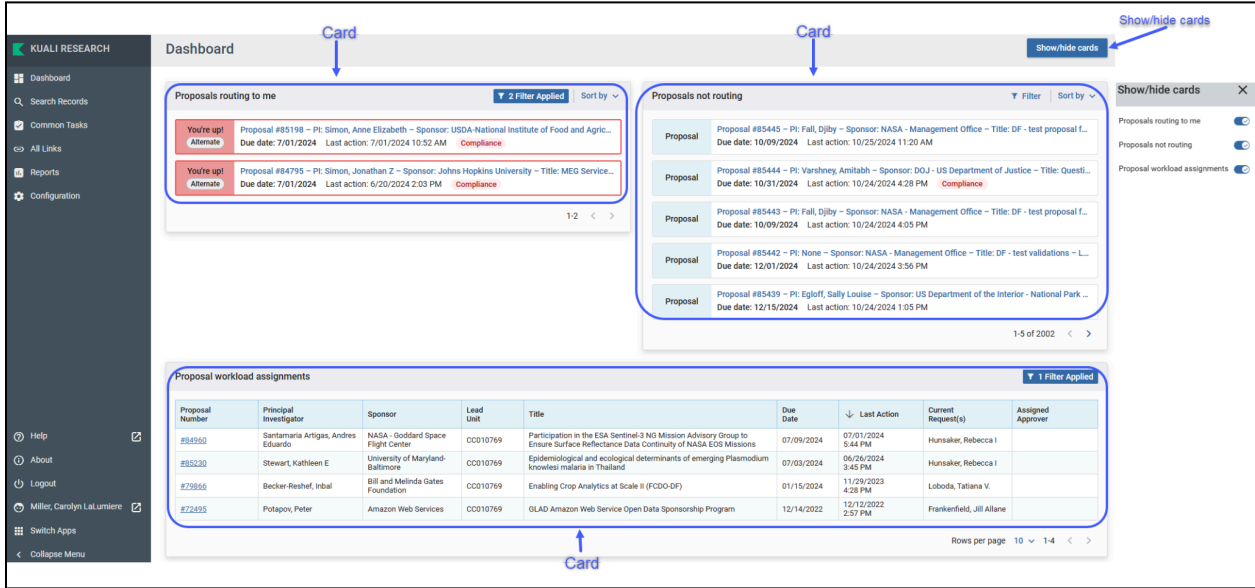 Card
Card
Show/hide cards
KUALI RESEARCH
Dashboard
Show/hide cards
Dashboard
Search Records
Common Tasks
All Links
Reports
Configuration
Help
About
Logout
Miller, Carolyn LaLumiere
Switch Apps
Collapse Menu
Proposals routing to me
2 Filter Applied
Sort by
You're up!
Alternate
Proposal #85198 – PI: Simon, Anne Elizabeth – Sponsor: USDA-National Institute of Food and Agric...
Due date: 7/01/2024 Last action: 7/01/2024 10:52 AM Compliance
You're up!
Alternate
Proposal #84795 – PI: Simon, Jonathan Z – Sponsor: Johns Hopkins University – Title: MEG Service...
Due date: 7/01/2024 Last action: 6/20/2024 2:03 PM Compliance
1-2
Proposals not routing
Filter
Sort by
Proposal
Proposal #85445 – PI: Fall, Djiby – Sponsor: NASA - Management Office – Title: DF - test proposal f...
Due date: 10/09/2024 Last action: 10/25/2024 11:20 AM
Proposal
Proposal #85444 – PI: Varshney, Amitabh – Sponsor: DOJ - US Department of Justice – Title: Questi...
Due date: 10/31/2024 Last action: 10/24/2024 4:28 PM Compliance
Proposal
Proposal #85443 – PI: Fall, Djiby – Sponsor: NASA - Management Office – Title: DF - test proposal f...
Due date: 10/09/2024 Last action: 10/24/2024 4:05 PM
Proposal
Proposal #85442 – PI: None – Sponsor: NASA - Management Office – Title: DF - test validations – L...
Due date: 12/01/2024 Last action: 10/24/2024 3:56 PM
Proposal
Proposal #85439 – PI: Egloff, Sally Louise – Sponsor: US Department of the Interior - National Park ...
Due date: 12/15/2024 Last action: 10/24/2024 1:05 PM
1-5 of 2002
Show/hide cards
Proposals routing to me
Proposals not routing
Proposal workload assignments
Proposal workload assignments
1 Filter Applied
Proposal Number
Principal Investigator
Sponsor
Lead Unit
Title
Due Date
Last Action
Current Request(s)
Assigned Approver
#84960
Santamaria Artigas, Andres Eduardo
NASA - Goddard Space Flight Center
CC010769
Participation in the ESA Sentinel-3 NG Mission Advisory Group to
Ensure Surface Reflectance Data Continuity of NASA EOS Missions
07/09/2024
07/01/2024 5:44 PM
Hunsaker, Rebecca I
#85230
Stewart, Kathleen E
University of Maryland-Baltimore
CC010769
Epidemiological and ecological determinants of emerging Plasmodium
knowlesi malaria in Thailand
07/03/2024
06/26/2024 3:45 PM
Hunsaker, Rebecca I
#79866
Becker-Reshef, Inbal
Bill and Melinda Gates Foundation
CC010769
Enabling Crop Analytics at Scale II (FCDO-DF)
01/15/2024
11/29/2023 4:28 PM
Loboda, Tatiana V.
#72495
Potapov, Peter
Amazon Web Services
CC010769
GLAD Amazon Web Service Open Data Sponsorship Program
12/14/2022
12/12/2022 2:57 PM
Frankenfield, Jill Allane
Rows per page 10 1-4
Card